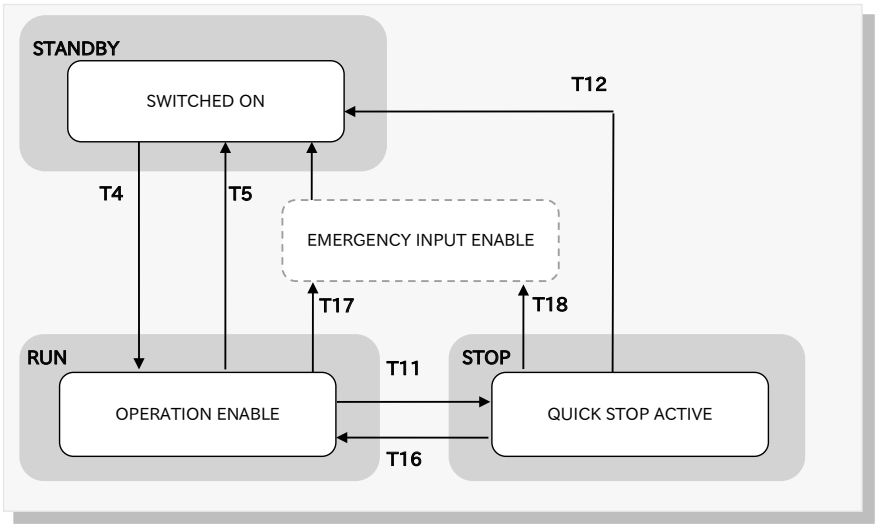 STANDBY
SWITCHED ON
T12
T4
T5
EMERGENCY INPUT ENABLE
T17
T18
RUN
STOP
T11
OPERATION ENABLE
QUICK STOP ACTIVE
T16